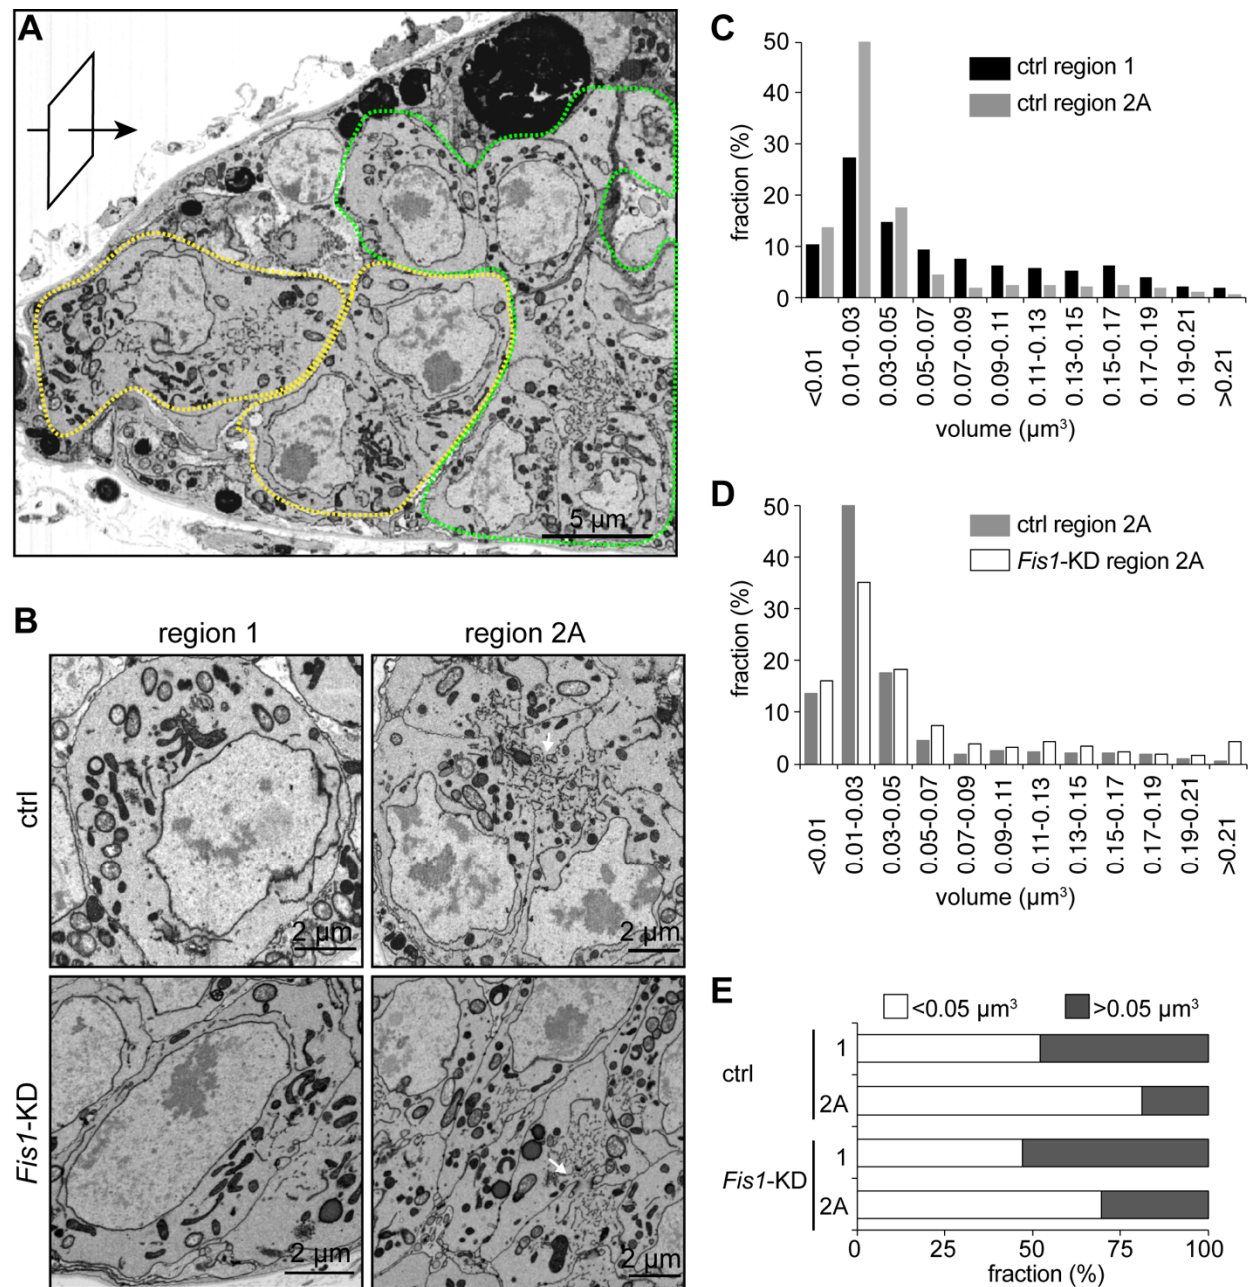 A
5 μm
B
region 1
region 2A
ctrl
2 μm
2 μm
Fis1-KD
2 μm
2 μm
C
fraction (%)
50
40
30
20
10
0
ctrl region 1
ctrl region 2A
<0.01
0.01-0.03
0.03-0.05
0.05-0.07
0.07-0.09
0.09-0.11
0.11-0.13
0.13-0.15
0.15-0.17
0.17-0.19
0.19-0.21
>0.21
volume (μm³)
D
fraction (%)
50
40
30
20
10
0
ctrl region 2A
Fis1-KD region 2A
<0.01
0.01-0.03
0.03-0.05
0.05-0.07
0.07-0.09
0.09-0.11
0.11-0.13
0.13-0.15
0.15-0.17
0.17-0.19
0.19-0.21
>0.21
volume (μm³)
E
<0.05 μm³ >0.05 μm³
ctrl
1
2A
Fis1-KD
1
2A
0 25 50 75 100
fraction (%)